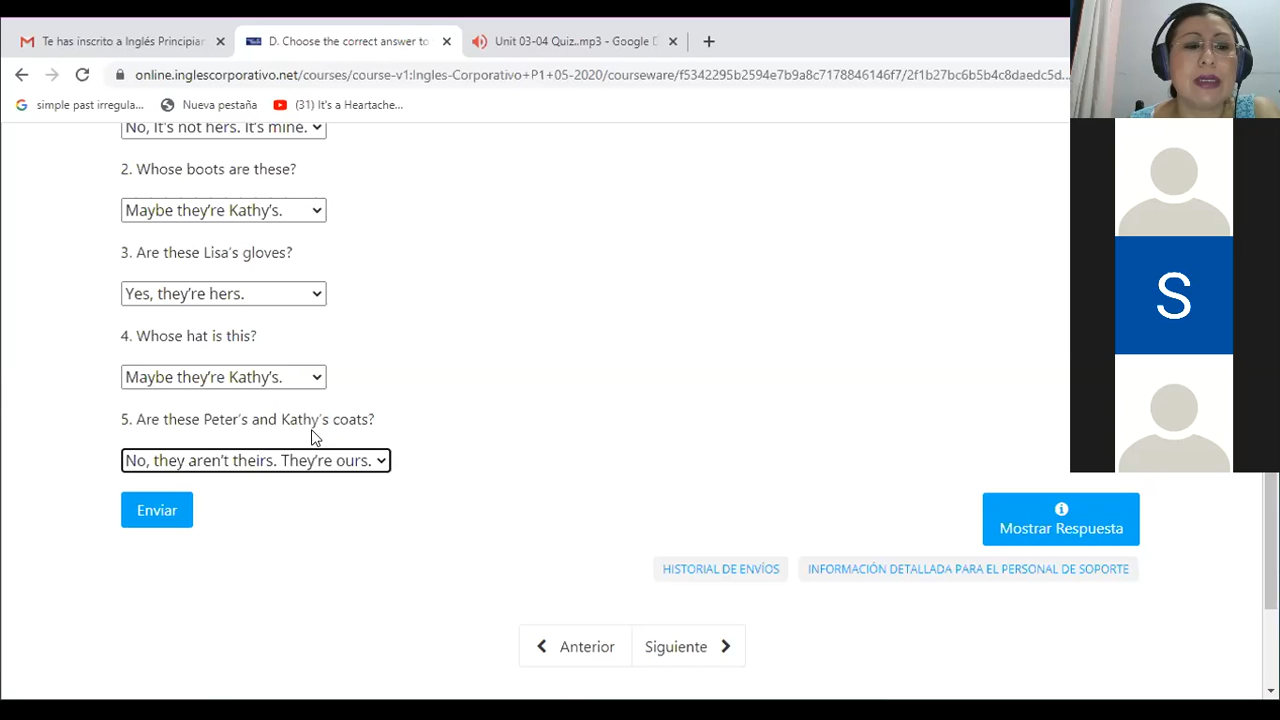 Te has inscrito a Inglés Principian
D. Choose the correct answer to
Unit 03-04 Quiz..mp3 - Google D
online.inglescorporativo.net/courses/course-v1:Ingles-Corporativo+P1+05-2020/courseware/f5342295b2594e7b9a8c7178846146f7/2f1b27bc6b5b4c8daedc5d...
simple past irregula...
Nueva pestaña
(31) It's a Heartache...
No, It's not hers. It's mine.
2. Whose boots are these?
Maybe they're Kathy's.
3. Are these Lisa's gloves?
Yes, they're hers.
4. Whose hat is this?
Maybe they're Kathy's.
5. Are these Peter's and Kathy's coats?
No, they aren't theirs. They're ours.
Enviar
Mostrar Respuesta
HISTORIAL DE ENVÍOS
INFORMACIÓN DETALLADA PARA EL PERSONAL DE SOPORTE
Anterior
Siguiente
S